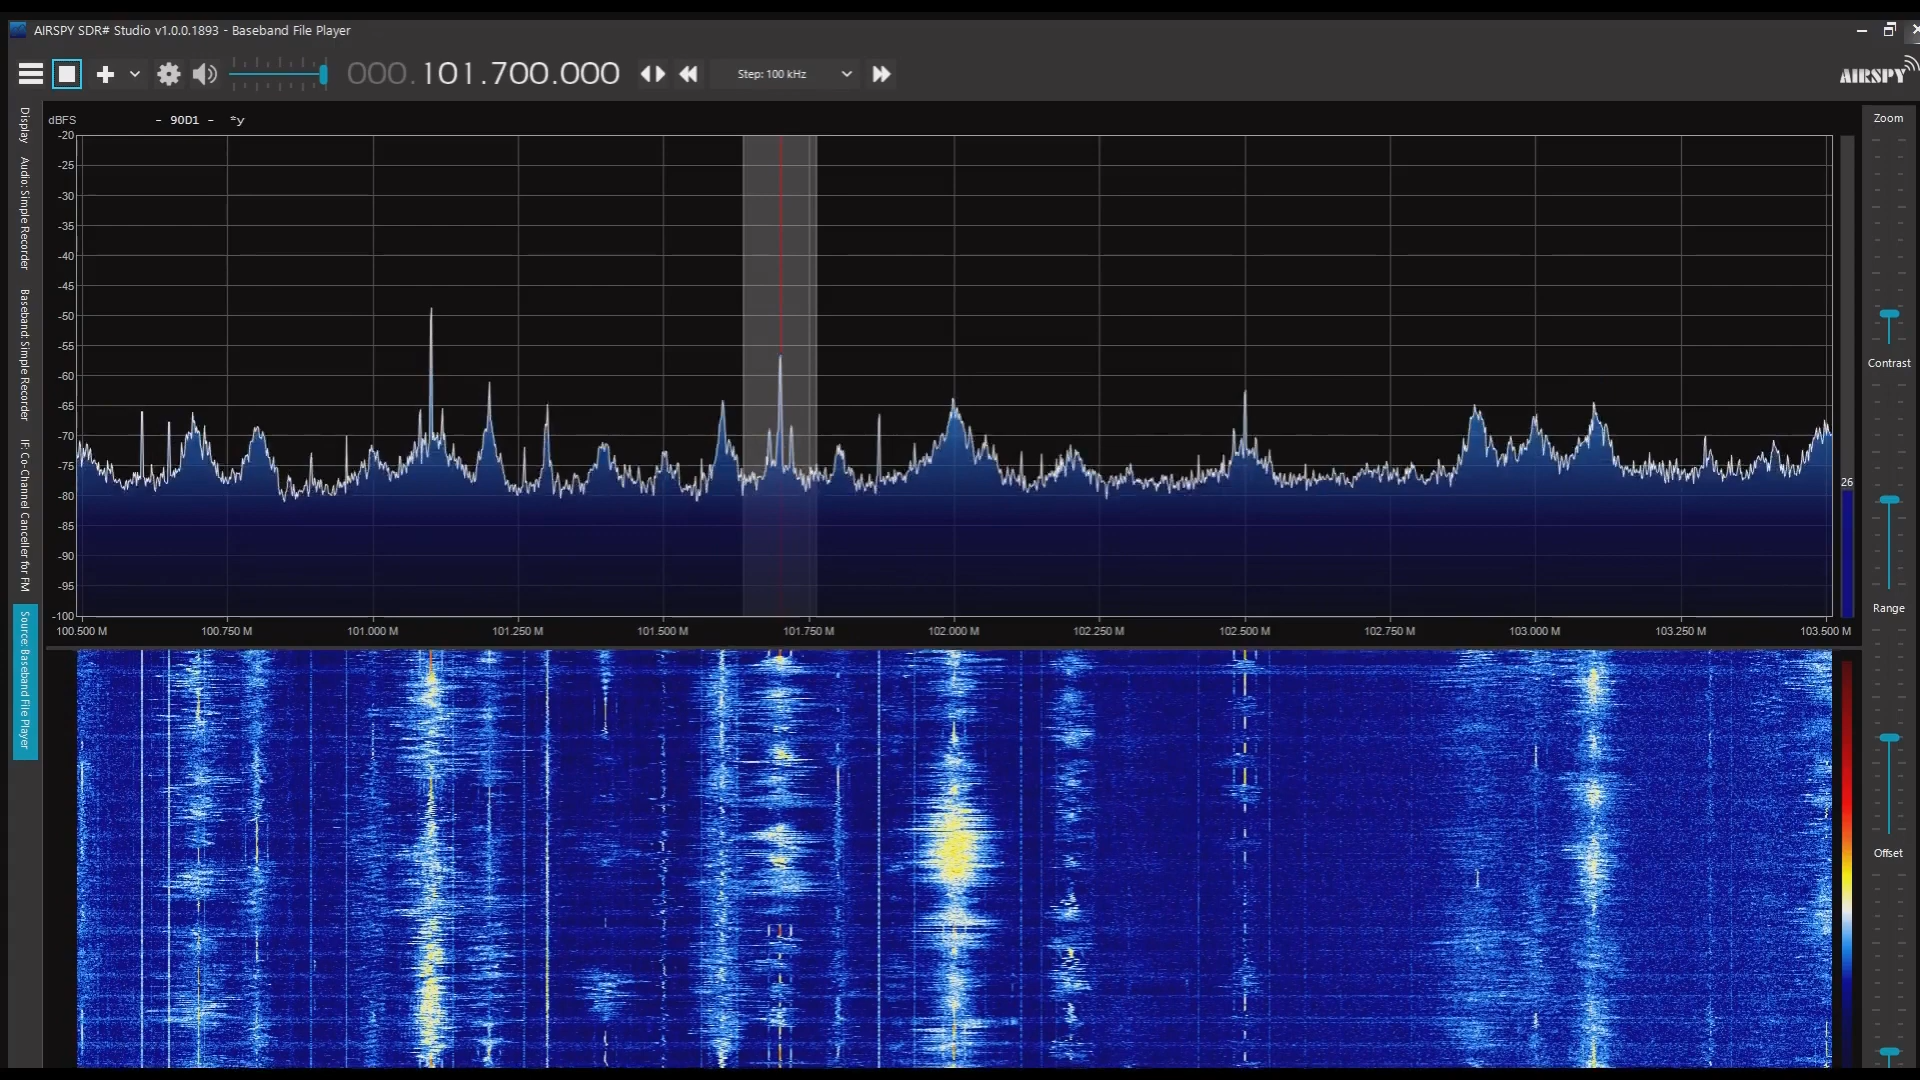 AIRSPY SDR# Studio v1.0.0.1893 - Baseband File Player
000.101.700.000
Step: 100 kHz
AIRSPY
Display
Audio: Simple Recorder
Baseband: Simple Recorder
IF: Co-Channel Canceller for FM
Source: Baseband File Player
dBFS
- 90D1 - *y
-20
-25
-30
-35
-40
-45
-50
-55
-60
-65
-70
-75
-80
-85
-90
-95
-100
100.500 M
100.750 M
101.000 M
101.250 M
101.500 M
101.750 M
102.000 M
102.250 M
102.500 M
102.750 M
103.000 M
103.250 M
103.500 M
26
Zoom
Contrast
Range
Offset